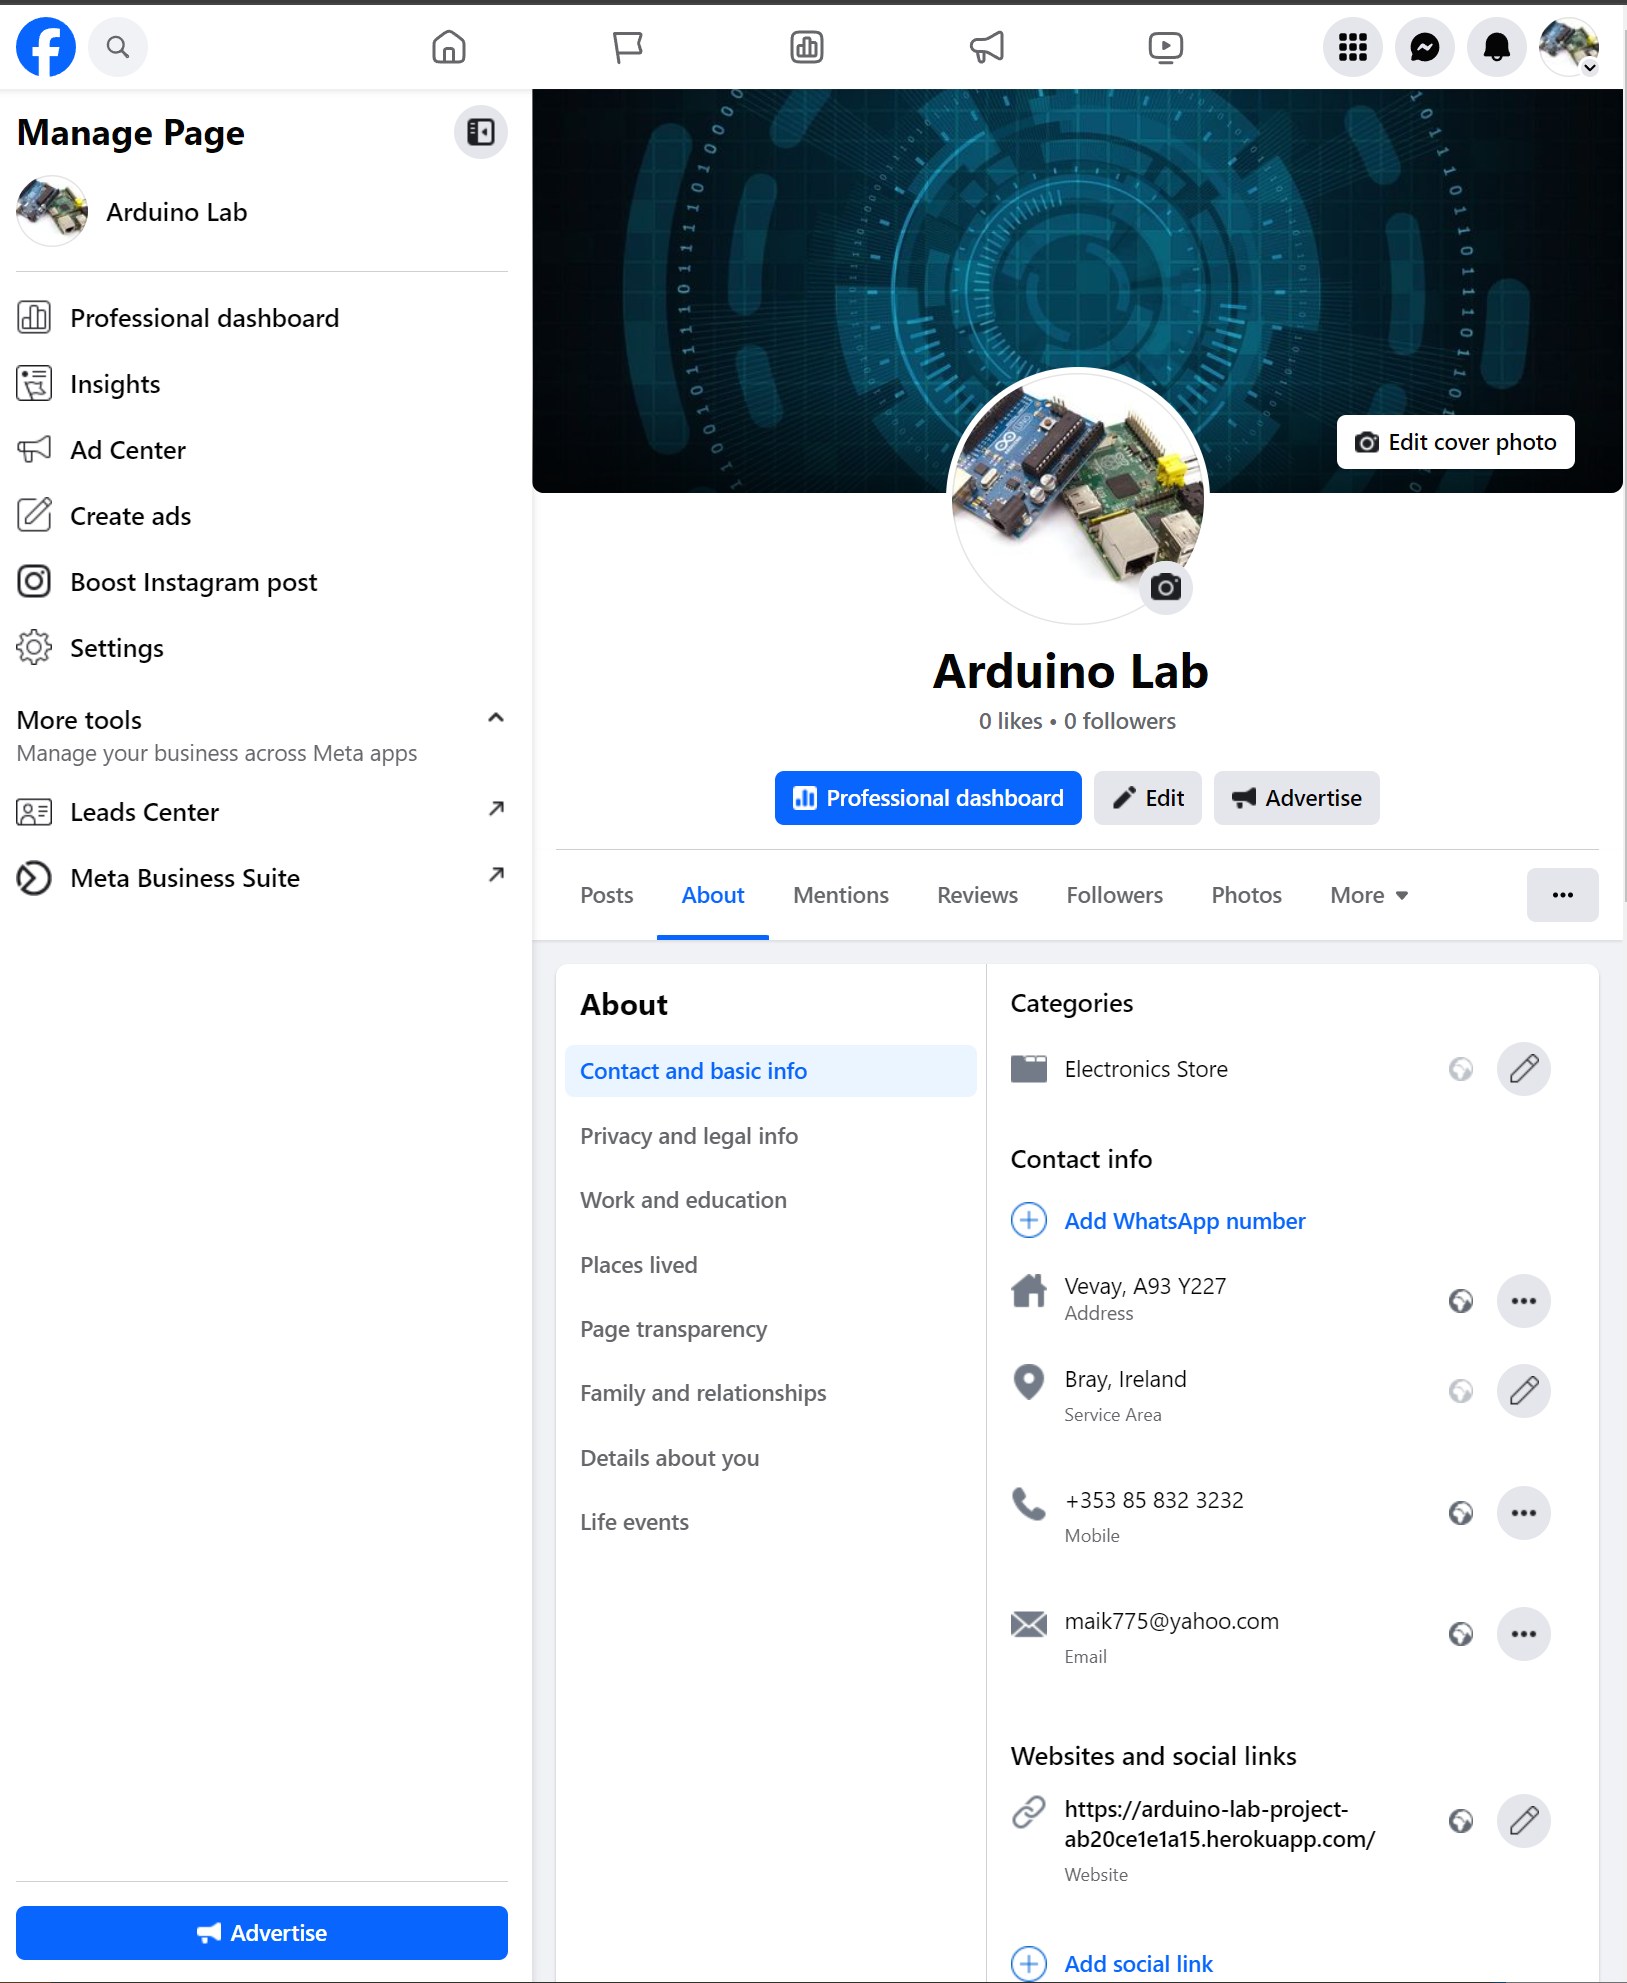 Manage Page
Arduino Lab
Professional dashboard
Insights
Ad Center
Create ads
Boost Instagram post
Settings
More tools
Manage your business across Meta apps
Leads Center
Meta Business Suite
Advertise
Edit cover photo
Arduino Lab
0 likes • 0 followers
Professional dashboard
Edit
Advertise
Posts
About
Mentions
Reviews
Followers
Photos
More
About
Contact and basic info
Privacy and legal info
Work and education
Places lived
Page transparency
Family and relationships
Details about you
Life events
Categories
Electronics Store
Contact info
Add WhatsApp number
Vevay, A93 Y227
Address
Bray, Ireland
Service Area
+353 85 832 3232
Mobile
maik775@yahoo.com
Email
Websites and social links
https://arduino-lab-project-
ab20ce1e1a15.herokuapp.com/
Website
Add social link